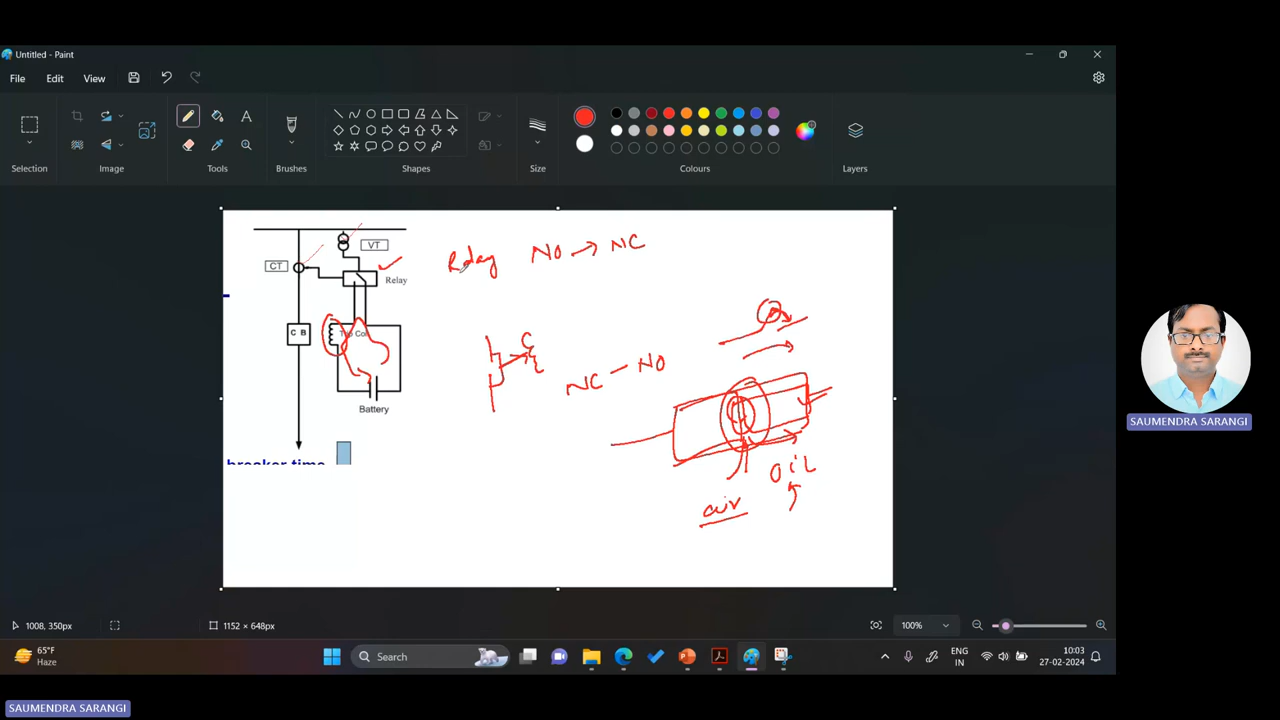 Untitled - Paint
File Edit View
Selection Image Tools Brushes Shapes Size Colours Layers
VT
CT
Relay
C B
Battery
breaker time
Relay NO → NC
NC - NO
air
OiL
SAUMENDRA SARANGI
1008, 350px
1152 × 648px
100%
65°F
Haze
Search
ENG
IN
10:03
27-02-2024
SAUMENDRA SARANGI